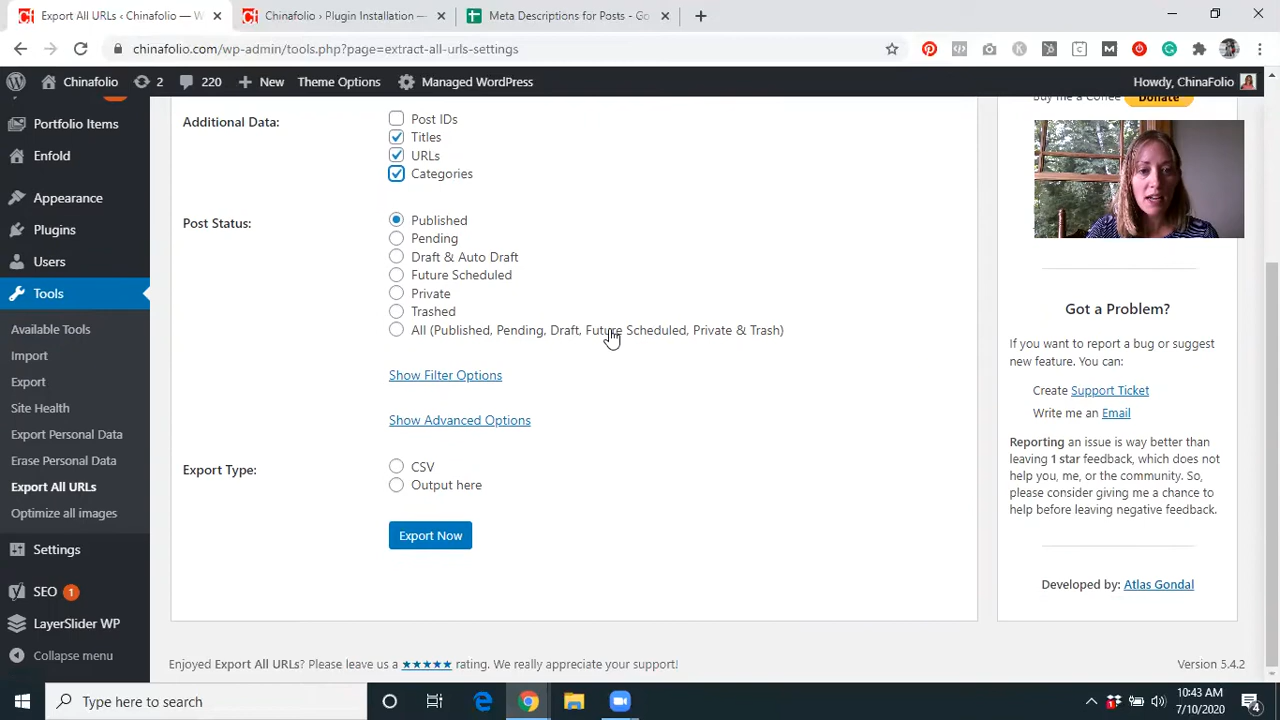 Export All URLs ‹ Chinafolio — W
Chinafolio › Plugin Installation —
Meta Descriptions for Posts - Go
chinafolio.com/wp-admin/tools.php?page=extract-all-urls-settings
Chinafolio
2
220
New
Theme Options
Managed WordPress
Howdy, ChinaFolio
Portfolio Items
Enfold
Appearance
Plugins
Users
Tools
Available Tools
Import
Export
Site Health
Export Personal Data
Erase Personal Data
Export All URLs
Optimize all images
Settings
SEO 1
LayerSlider WP
Collapse menu
Additional Data:
Post IDs
Titles
URLs
Categories
Post Status:
Published
Pending
Draft & Auto Draft
Future Scheduled
Private
Trashed
All (Published, Pending, Draft, Future Scheduled, Private & Trash)
Show Filter Options
Show Advanced Options
Export Type:
CSV
Output here
Export Now
Buy me a Coffee Donate
Got a Problem?
If you want to report a bug or suggest
new feature. You can:
Create Support Ticket
Write me an Email
Reporting an issue is way better than
leaving 1 star feedback, which does not
help you, me, or the community. So,
please consider giving me a chance to
help before leaving negative feedback.
Developed by: Atlas Gondal
Enjoyed Export All URLs? Please leave us a ★★★★★ rating. We really appreciate your support!
Version 5.4.2
Type here to search
10:43 AM
7/10/2020
4